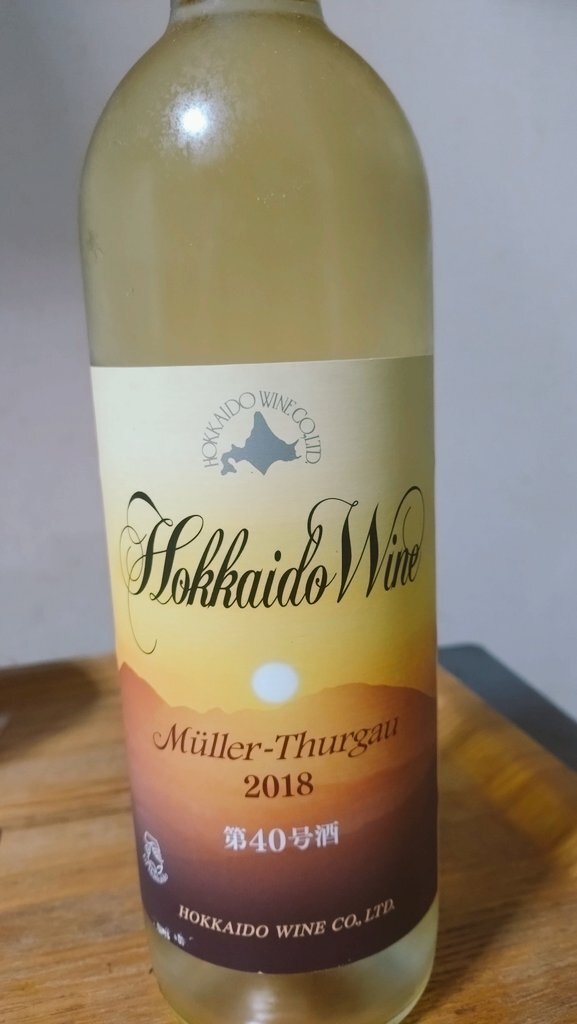 HOKKAIDO WINE CO., LTD.
Hokkaido Wine
Müller-Thurgau
2018
第40号酒
HOKKAIDO WINE CO., LTD.